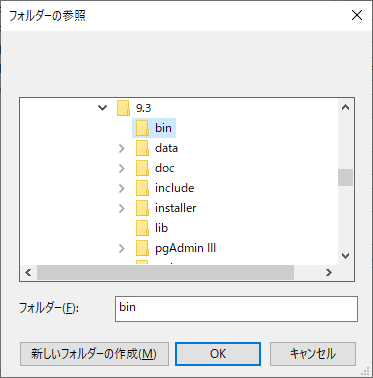 フォルダーの参照
9.3
bin
data
doc
include
installer
lib
pgAdmin III
フォルダー(F):
bin
新しいフォルダーの作成(M)
OK
キャンセル